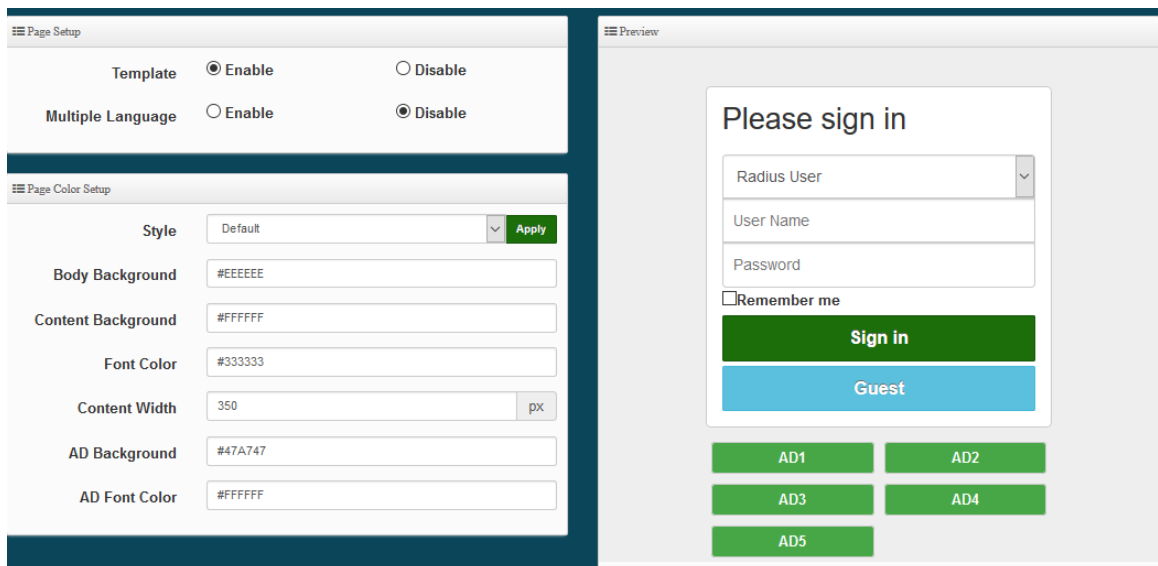 Page Setup
Template Enable Disable
Multiple Language Enable Disable
Page Color Setup
Style Default Apply
Body Background #EEEEEE
Content Background #FFFFFF
Font Color #333333
Content Width 350 px
AD Background #47A747
AD Font Color #FFFFFF
Preview
Please sign in
Radius User
User Name
Password
Remember me
Sign in
Guest
AD1 AD2
AD3 AD4
AD5